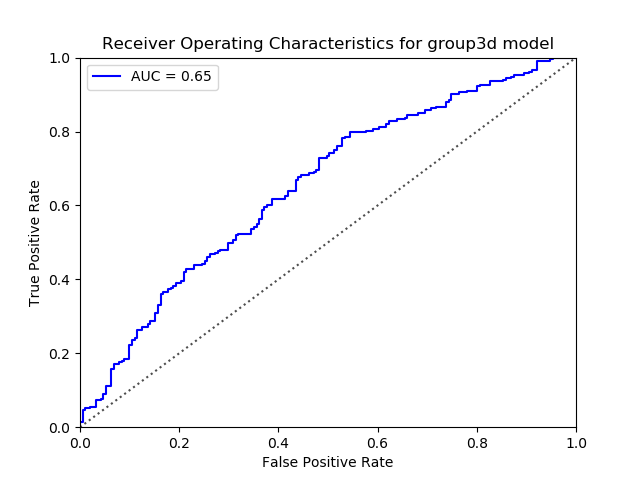 Receiver Operating Characteristics for group3d model
AUC = 0.65
True Positive Rate
1.0
0.8
0.6
0.4
0.2
0.0
0.0 0.2 0.4 0.6 0.8 1.0
False Positive Rate